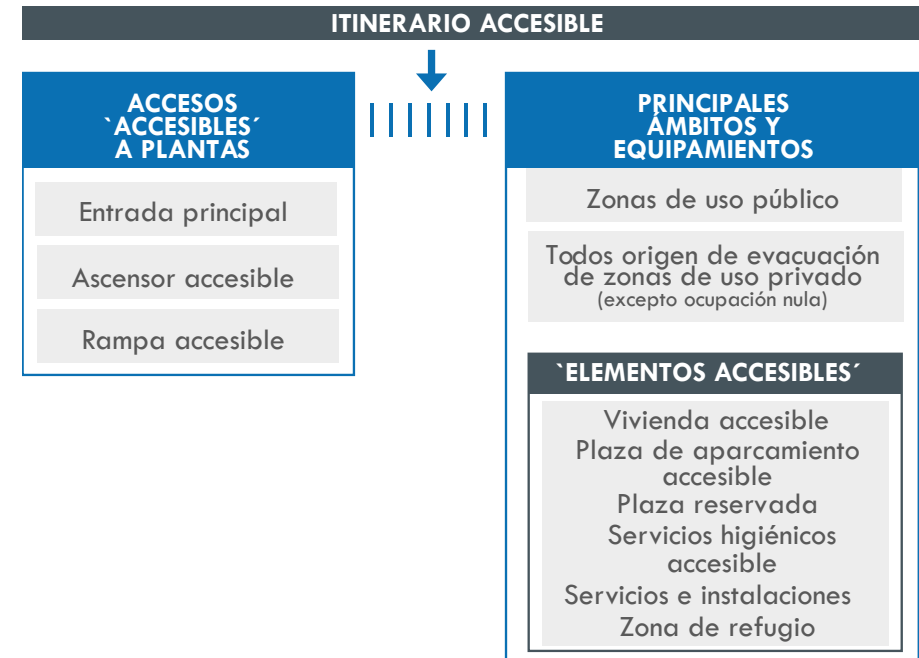 ITINERARIO ACCESIBLE
ACCESOS
`ACCESIBLES´
A PLANTAS
Entrada principal
Ascensor accesible
Rampa accesible
PRINCIPALES
ÁMBITOS Y
EQUIPAMIENTOS
Zonas de uso público
Todos origen de evacuación
de zonas de uso privado
(excepto ocupación nula)
`ELEMENTOS ACCESIBLES´
Vivienda accesible
Plaza de aparcamiento
accesible
Plaza reservada
Servicios higiénicos
accesible
Servicios e instalaciones
Zona de refugio